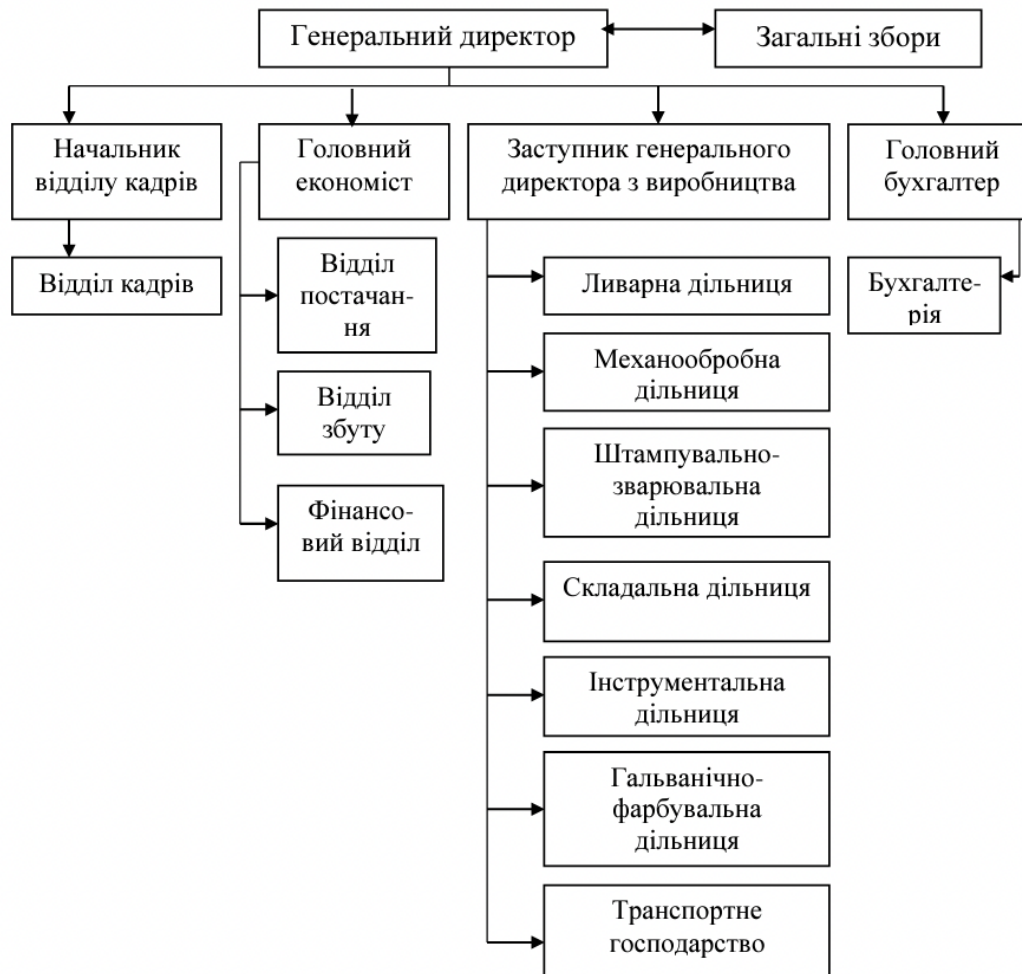 Генеральний директор
Загальні збори
Начальник
відділу кадрів
Головний
економіст
Заступник генерального
директора з виробництва
Головний
бухгалтер
Відділ кадрів
Відділ
постачан-
ня
Відділ
збуту
Фінансо-
вий відділ
Ливарна дільниця
Механообробна
дільниця
Штампувально-
зварювальна
дільниця
Складальна дільниця
Інструментальна
дільниця
Гальванічно-
фарбувальна
дільниця
Транспортне
господарство
Бухгалте-
рія